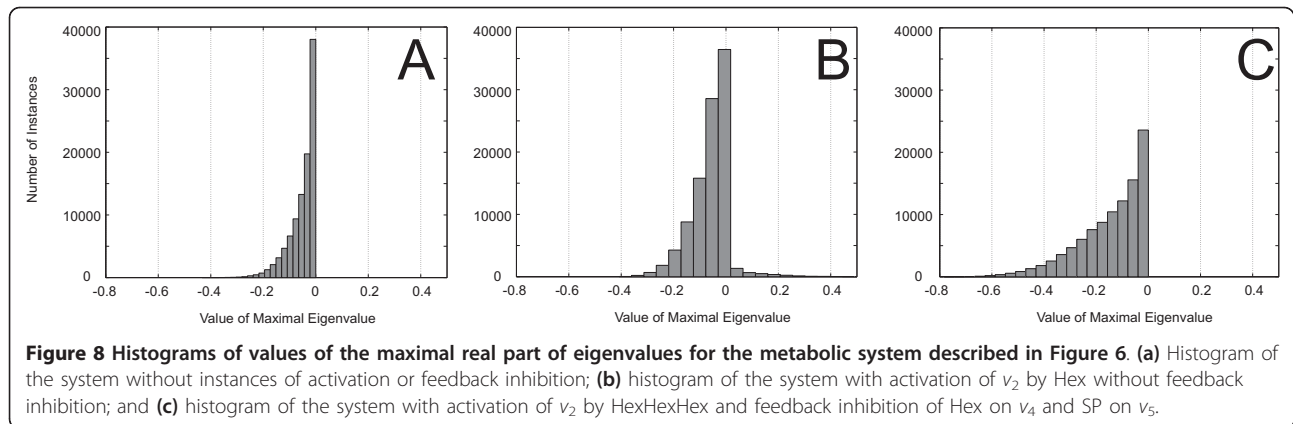 40000
30000
20000
10000
0
Number of Instances
-0.8 -0.6 -0.4 -0.2 0 0.2 0.4
Value of Maximal Eigenvalue
A
40000
30000
20000
10000
0
-0.8 -0.6 -0.4 -0.2 0 0.2 0.4
Value of Maximal Eigenvalue
B
40000
30000
20000
10000
0
-0.8 -0.6 -0.4 -0.2 0 0.2 0.4
Value of Maximal Eigenvalue
C
Figure 8 Histograms of values of the maximal real part of eigenvalues for the metabolic system described in Figure 6. (a) Histogram of
the system without instances of activation or feedback inhibition; (b) histogram of the system with activation of v2 by Hex without feedback
inhibition; and (c) histogram of the system with activation of v2 by HexHexHex and feedback inhibition of Hex on v4 and SP on v5.